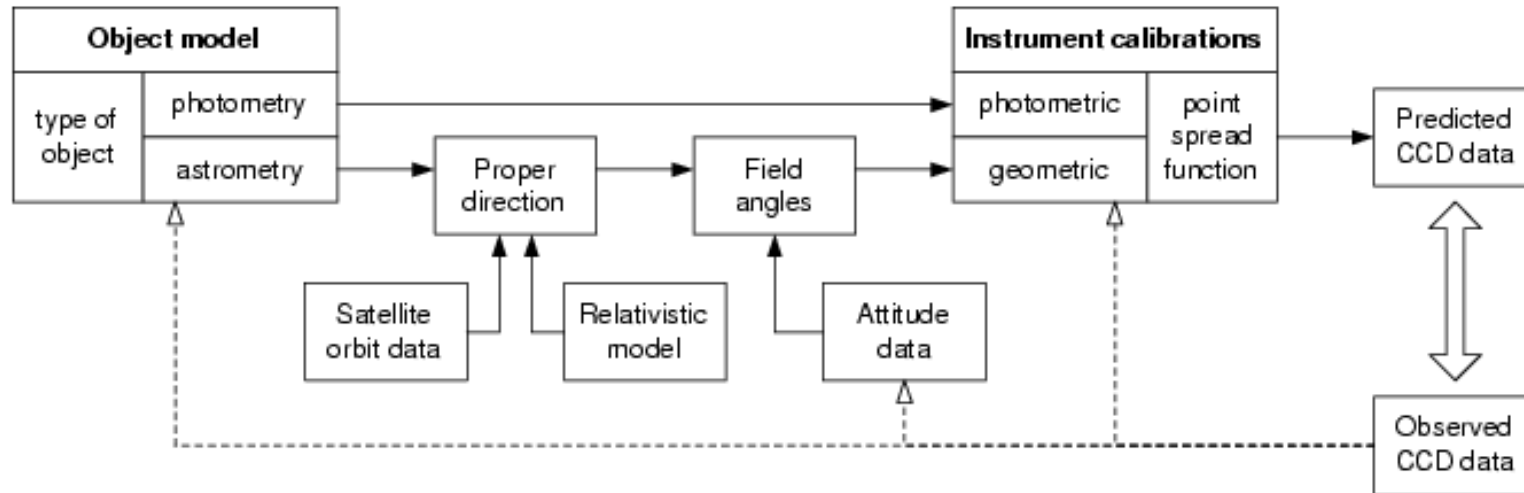 Object model
type of
object
photometry
astrometry
Proper
direction
Field
angles
Instrument calibrations
photometric
geometric
point
spread
function
Predicted
CCD data
Satellite
orbit data
Relativistic
model
Attitude
data
Observed
CCD data